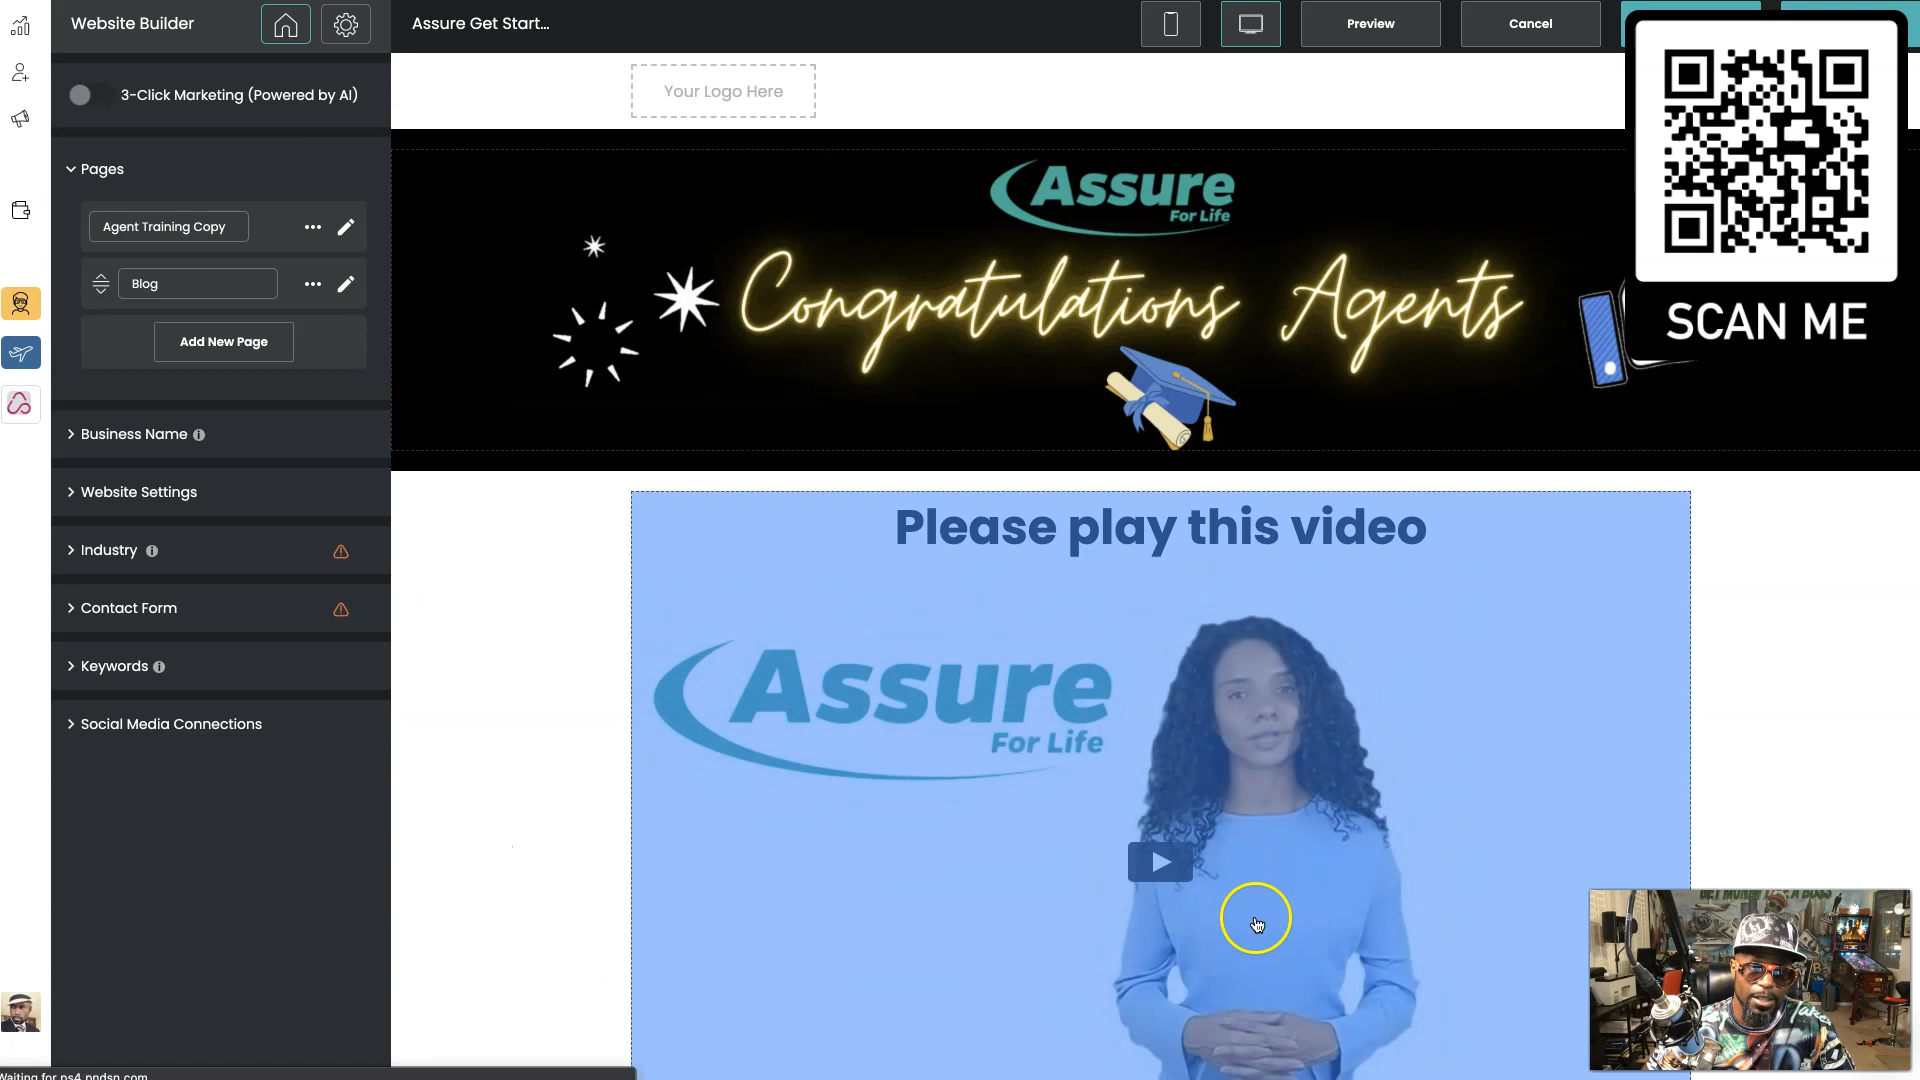 Website Builder
Assure Get Start...
Preview
Cancel
3-Click Marketing (Powered by AI)
Your Logo Here
Pages
Agent Training Copy
Blog
Add New Page
Business Name
Website Settings
Industry
Contact Form
Keywords
Social Media Connections
Assure
For Life
Congratulations Agents
SCAN ME
Please play this video
Assure
For Life
Waiting for ps4.pndsn.com